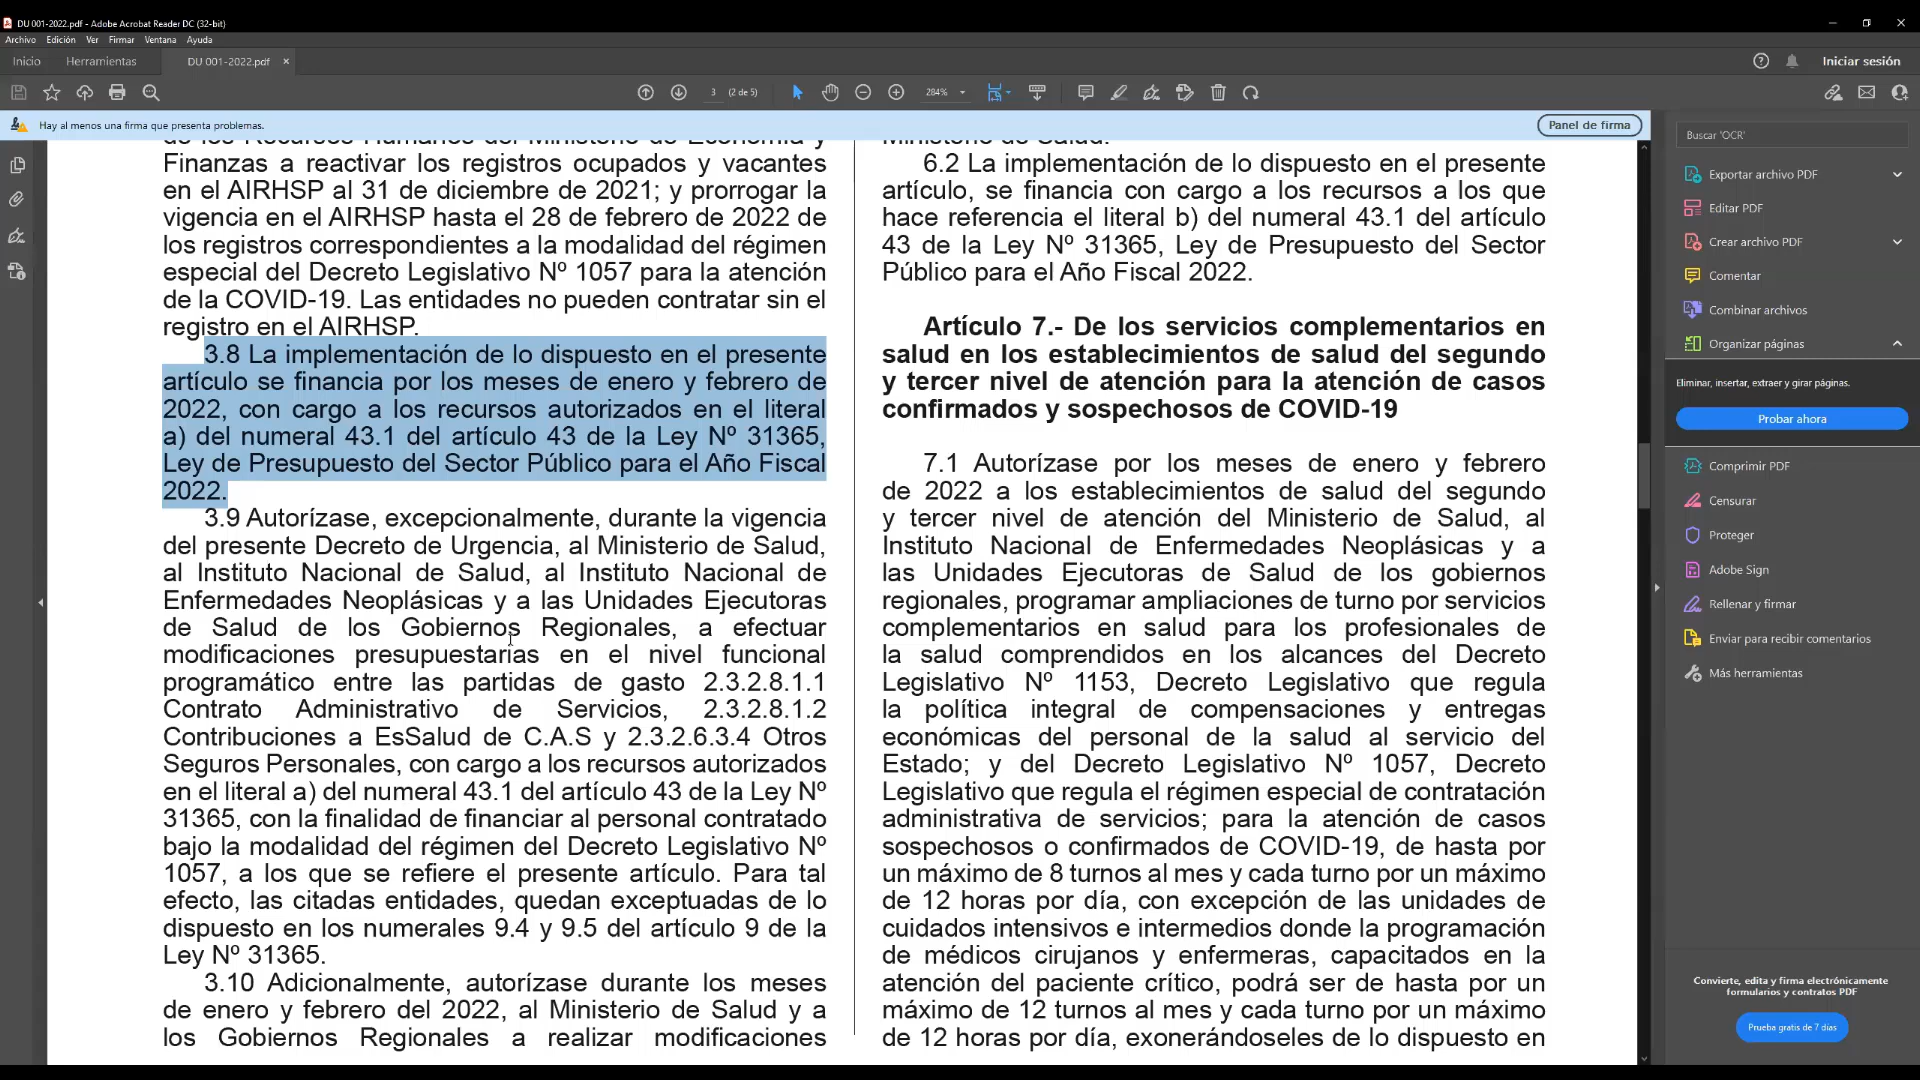 DU 001-2022.pdf - Adobe Acrobat Reader DC (32-bit)
Archivo Edición Ver Firmar Ventana Ayuda
Inicio Herramientas DU 001-2022.pdf × Iniciar sesión
3 (2 de 5) 284%
Hay al menos una firma que presenta problemas. Panel de firma
Finanzas a reactivar los registros ocupados y vacantes
en el AIRHSP al 31 de diciembre de 2021; y prorrogar la
vigencia en el AIRHSP hasta el 28 de febrero de 2022 de
los registros correspondientes a la modalidad del régimen
especial del Decreto Legislativo Nº 1057 para la atención
de la COVID-19. Las entidades no pueden contratar sin el
registro en el AIRHSP.
3.8 La implementación de lo dispuesto en el presente
artículo se financia por los meses de enero y febrero de
2022, con cargo a los recursos autorizados en el literal
a) del numeral 43.1 del artículo 43 de la Ley Nº 31365,
Ley de Presupuesto del Sector Público para el Año Fiscal
2022.
3.9 Autorízase, excepcionalmente, durante la vigencia
del presente Decreto de Urgencia, al Ministerio de Salud,
al Instituto Nacional de Salud, al Instituto Nacional de
Enfermedades Neoplásicas y a las Unidades Ejecutoras
de Salud de los Gobiernos Regionales, a efectuar
modificaciones presupuestarias en el nivel funcional
programático entre las partidas de gasto 2.3.2.8.1.1
Contrato Administrativo de Servicios, 2.3.2.8.1.2
Contribuciones a EsSalud de C.A.S y 2.3.2.6.3.4 Otros
Seguros Personales, con cargo a los recursos autorizados
en el literal a) del numeral 43.1 del artículo 43 de la Ley Nº
31365, con la finalidad de financiar al personal contratado
bajo la modalidad del régimen del Decreto Legislativo Nº
1057, a los que se refiere el presente artículo. Para tal
efecto, las citadas entidades, quedan exceptuadas de lo
dispuesto en los numerales 9.4 y 9.5 del artículo 9 de la
Ley Nº 31365.
3.10 Adicionalmente, autorízase durante los meses
de enero y febrero del 2022, al Ministerio de Salud y a
los Gobiernos Regionales a realizar modificaciones
6.2 La implementación de lo dispuesto en el presente
artículo, se financia con cargo a los recursos a los que
hace referencia el literal b) del numeral 43.1 del artículo
43 de la Ley Nº 31365, Ley de Presupuesto del Sector
Público para el Año Fiscal 2022.
Artículo 7.- De los servicios complementarios en
salud en los establecimientos de salud del segundo
y tercer nivel de atención para la atención de casos
confirmados y sospechosos de COVID-19
7.1 Autorízase por los meses de enero y febrero
de 2022 a los establecimientos de salud del segundo
y tercer nivel de atención del Ministerio de Salud, al
Instituto Nacional de Enfermedades Neoplásicas y a
las Unidades Ejecutoras de Salud de los gobiernos
regionales, programar ampliaciones de turno por servicios
complementarios en salud para los profesionales de
la salud comprendidos en los alcances del Decreto
Legislativo Nº 1153, Decreto Legislativo que regula
la política integral de compensaciones y entregas
económicas del personal de la salud al servicio del
Estado; y del Decreto Legislativo Nº 1057, Decreto
Legislativo que regula el régimen especial de contratación
administrativa de servicios; para la atención de casos
sospechosos o confirmados de COVID-19, de hasta por
un máximo de 8 turnos al mes y cada turno por un máximo
de 12 horas por día, con excepción de las unidades de
cuidados intensivos e intermedios donde la programación
de médicos cirujanos y enfermeras, capacitados en la
atención del paciente crítico, podrá ser de hasta por un
máximo de 12 turnos al mes y cada turno por un máximo
de 12 horas por día, exonerándoseles de lo dispuesto en
Buscar 'OCR'
Exportar archivo PDF
Editar PDF
Crear archivo PDF
Comentar
Combinar archivos
Organizar páginas
Eliminar, insertar, extraer y girar páginas.
Probar ahora
Comprimir PDF
Censurar
Proteger
Adobe Sign
Rellenar y firmar
Enviar para recibir comentarios
Más herramientas
Convierte, edita y firma electrónicamente
formularios y contratos PDF
Prueba gratis de 7 días